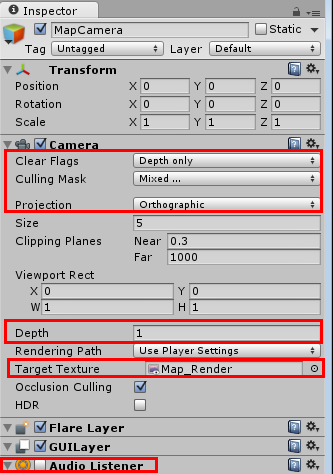 Inspector
MapCamera Static
Tag Untagged Layer Default
Transform
Position X 0 Y 0 Z 0
Rotation X 0 Y 0 Z 0
Scale X 1 Y 1 Z 1
Camera
Clear Flags Depth only
Culling Mask Mixed ...
Projection Orthographic
Size 5
Clipping Planes Near 0.3
Far 1000
Viewport Rect
X 0 Y 0
W 1 H 1
Depth 1
Rendering Path Use Player Settings
Target Texture Map_Render
Occlusion Culling
HDR
Flare Layer
GUILayer
Audio Listener